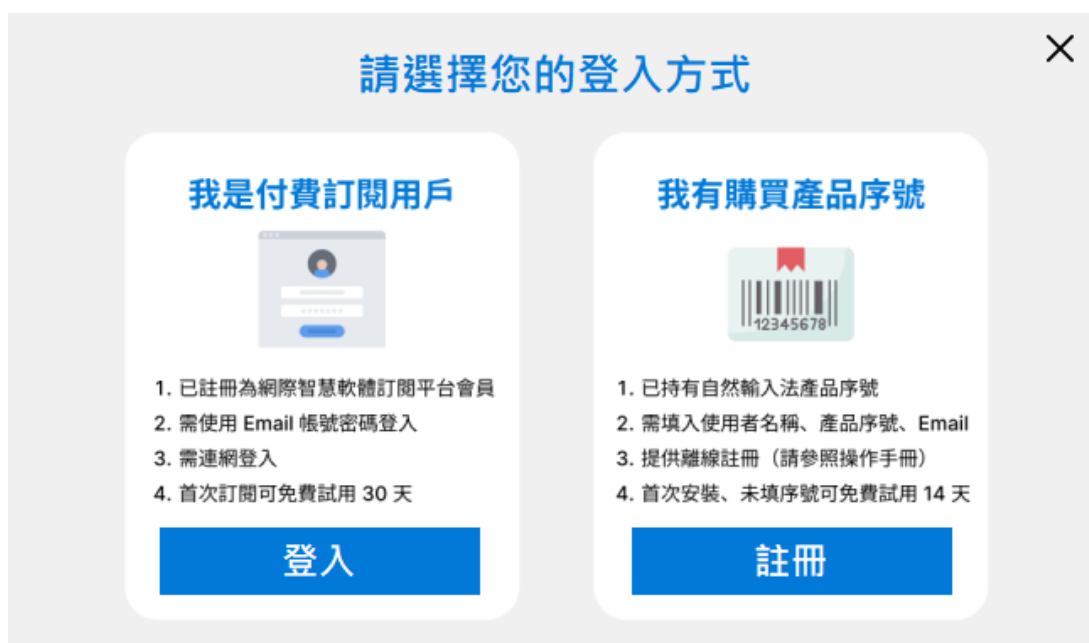 請選擇您的登入方式
我是付費訂閱用戶
1. 已註冊為網際智慧軟體訂閱平台會員
2. 需使用 Email 帳號密碼登入
3. 需連網登入
4. 首次訂閱可免費試用 30 天
登入
我有購買產品序號
12345678
1. 已持有自然輸入法產品序號
2. 需填入使用者名稱、產品序號、Email
3. 提供離線註冊（請參照操作手冊）
4. 首次安裝、未填序號可免費試用 14 天
註冊